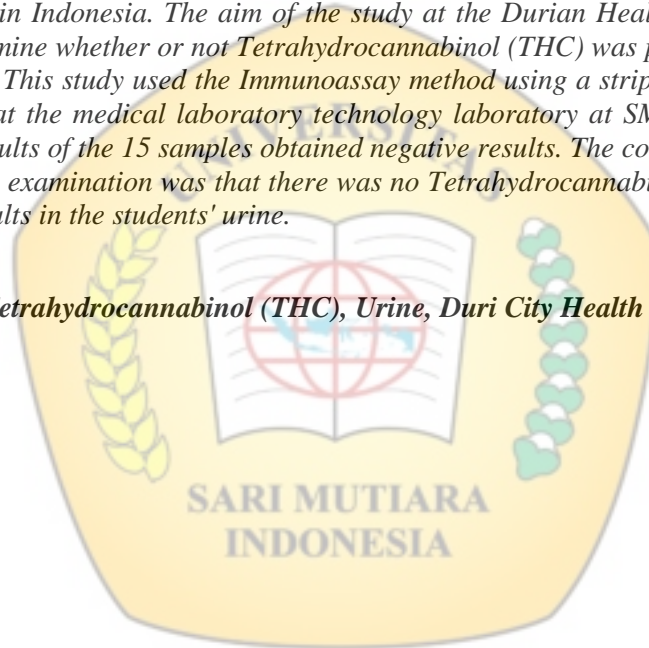 in Indonesia. The aim of the study at the Durian Heal
mine whether or not Tetrahydrocannabinol (THC) was p
This study used the Immunoassay method using a strip
at the medical laboratory technology laboratory at SM
ults of the 15 samples obtained negative results. The co
examination was that there was no Tetrahydrocannabi
ults in the students' urine.
etrahydrocannabinol (THC), Urine, Duri City Health
UNIVERSITAS
SARI MUTIARA
INDONESIA